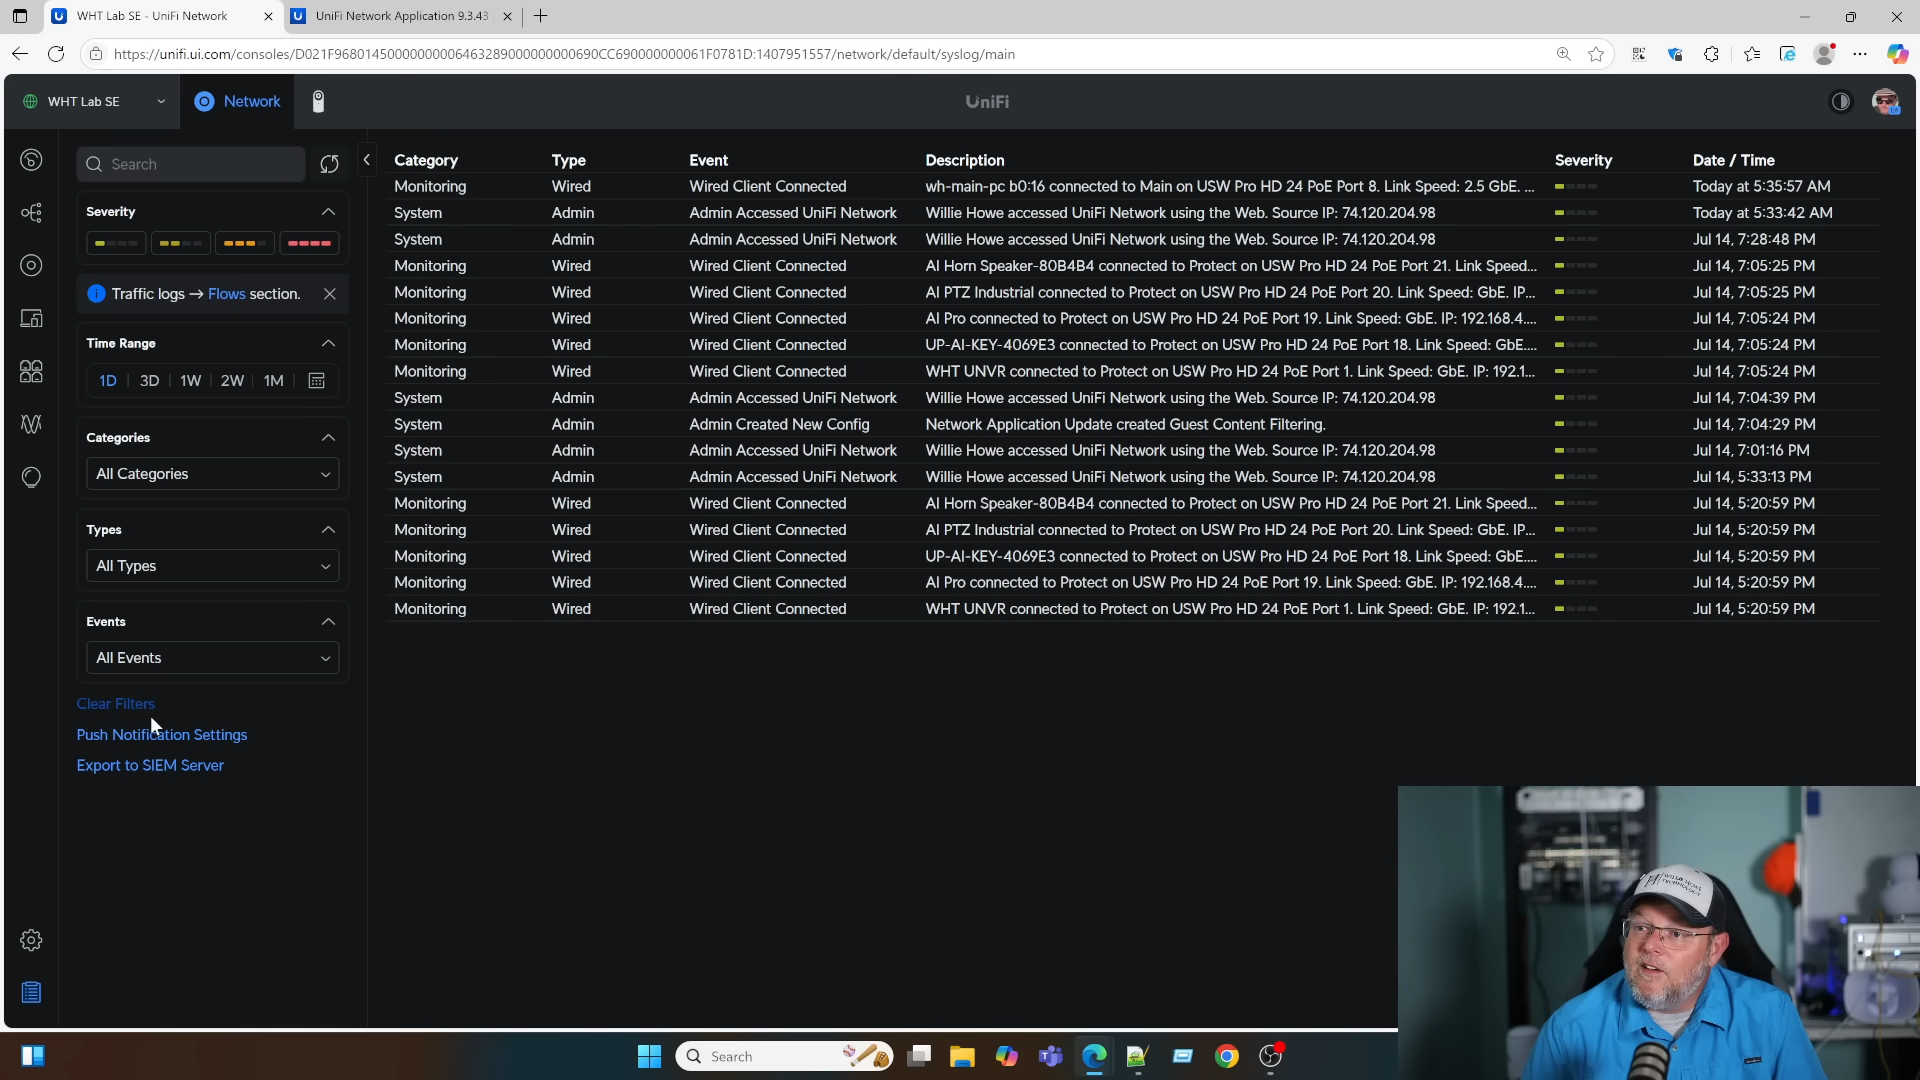 WHT Lab SE - UniFi Network
UniFi Network Application 9.3.43
https://unifi.ui.com/consoles/D021F96801450000000006463289000000000690CC690000000061F0781D:1407951557/network/default/syslog/main
WHT Lab SE
Network
UniFi
EA
Search
Severity
Traffic logs → Flows section.
Time Range
1D 3D 1W 2W 1M
Categories
All Categories
Types
All Types
Events
All Events
Clear Filters
Push Notification Settings
Export to SIEM Server
Category Type Event Description Severity Date / Time
Monitoring Wired Wired Client Connected wh-main-pc b0:16 connected to Main on USW Pro HD 24 PoE Port 8. Link Speed: 2.5 GbE. ... Today at 5:35:57 AM
System Admin Admin Accessed UniFi Network Willie Howe accessed UniFi Network using the Web. Source IP: 74.120.204.98 Today at 5:33:42 AM
System Admin Admin Accessed UniFi Network Willie Howe accessed UniFi Network using the Web. Source IP: 74.120.204.98 Jul 14, 7:28:48 PM
Monitoring Wired Wired Client Connected AI Horn Speaker-80B4B4 connected to Protect on USW Pro HD 24 PoE Port 21. Link Speed... Jul 14, 7:05:25 PM
Monitoring Wired Wired Client Connected AI PTZ Industrial connected to Protect on USW Pro HD 24 PoE Port 20. Link Speed: GbE. IP... Jul 14, 7:05:25 PM
Monitoring Wired Wired Client Connected AI Pro connected to Protect on USW Pro HD 24 PoE Port 19. Link Speed: GbE. IP: 192.168.4.... Jul 14, 7:05:24 PM
Monitoring Wired Wired Client Connected UP-AI-KEY-4069E3 connected to Protect on USW Pro HD 24 PoE Port 18. Link Speed: GbE.... Jul 14, 7:05:24 PM
Monitoring Wired Wired Client Connected WHT UNVR connected to Protect on USW Pro HD 24 PoE Port 1. Link Speed: GbE. IP: 192.1... Jul 14, 7:05:24 PM
System Admin Admin Accessed UniFi Network Willie Howe accessed UniFi Network using the Web. Source IP: 74.120.204.98 Jul 14, 7:04:39 PM
System Admin Admin Created New Config Network Application Update created Guest Content Filtering. Jul 14, 7:04:29 PM
System Admin Admin Accessed UniFi Network Willie Howe accessed UniFi Network using the Web. Source IP: 74.120.204.98 Jul 14, 7:01:16 PM
System Admin Admin Accessed UniFi Network Willie Howe accessed UniFi Network using the Web. Source IP: 74.120.204.98 Jul 14, 5:33:13 PM
Monitoring Wired Wired Client Connected AI Horn Speaker-80B4B4 connected to Protect on USW Pro HD 24 PoE Port 21. Link Speed... Jul 14, 5:20:59 PM
Monitoring Wired Wired Client Connected AI PTZ Industrial connected to Protect on USW Pro HD 24 PoE Port 20. Link Speed: GbE. IP... Jul 14, 5:20:59 PM
Monitoring Wired Wired Client Connected UP-AI-KEY-4069E3 connected to Protect on USW Pro HD 24 PoE Port 18. Link Speed: GbE.... Jul 14, 5:20:59 PM
Monitoring Wired Wired Client Connected AI Pro connected to Protect on USW Pro HD 24 PoE Port 19. Link Speed: GbE. IP: 192.168.4.... Jul 14, 5:20:59 PM
Monitoring Wired Wired Client Connected WHT UNVR connected to Protect on USW Pro HD 24 PoE Port 1. Link Speed: GbE. IP: 192.1... Jul 14, 5:20:59 PM
WILLIE HOWE
TECHNOLOGY
Search